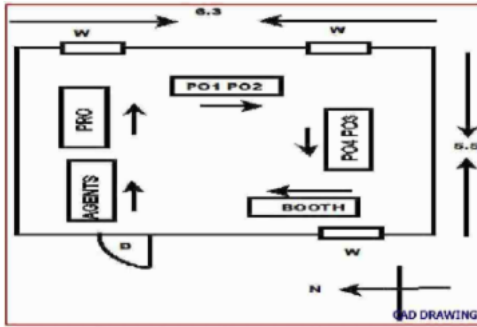 6.3
W
W
PO1 PO2
PRO
PO4 PO3
5.5
AGENTS
BOOTH
D
W
N
CAD DRAWING